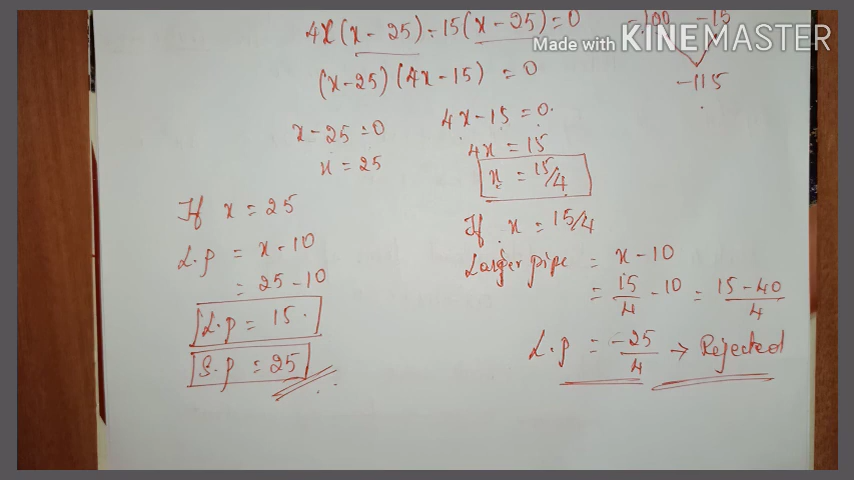 4x(x-25)-15(x-25)=0
-100 -15
Made with KINEMASTER
(x-25)(4x-15) = 0
-115
x-25=0
x = 25
4x-15 = 0.
4x = 15
x = 15/4
If x = 25
L.p = x-10
= 25-10
L.p = 15.
S.p = 25
If x = 15/4
Larger pipe = x-10
= 15/4 - 10 = 15-40/4
L.p = -25/4 → Rejected